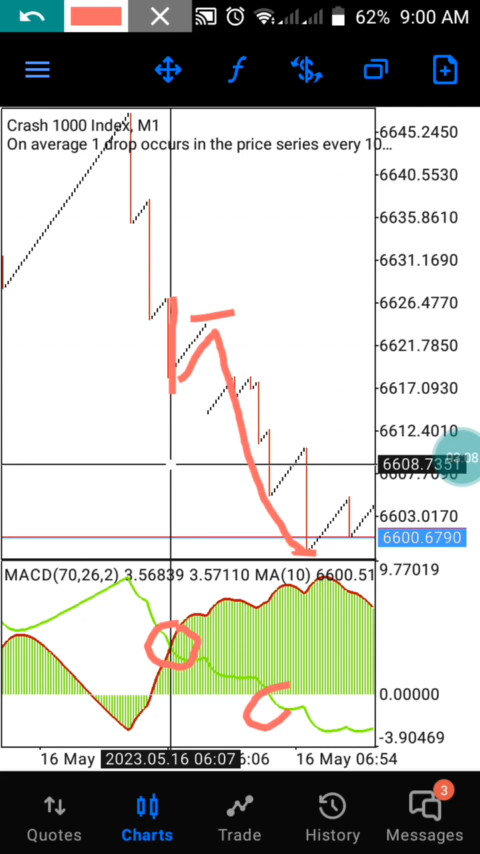 62% 9:00 AM
Crash 1000 Index, M1
On average 1 drop occurs in the price series every 10...
6645.2450
6640.5530
6635.8610
6631.1690
6626.4770
6621.7850
6617.0930
6612.4010
6608.7351
6603.0170
6600.6790
MACD(70,26,2) 3.56839 3.57110 MA(10) 6600.51
9.77019
0.00000
-3.90469
16 May 2023.05.16 06:07 6:06 16 May 06:54
3
Quotes Charts Trade History Messages